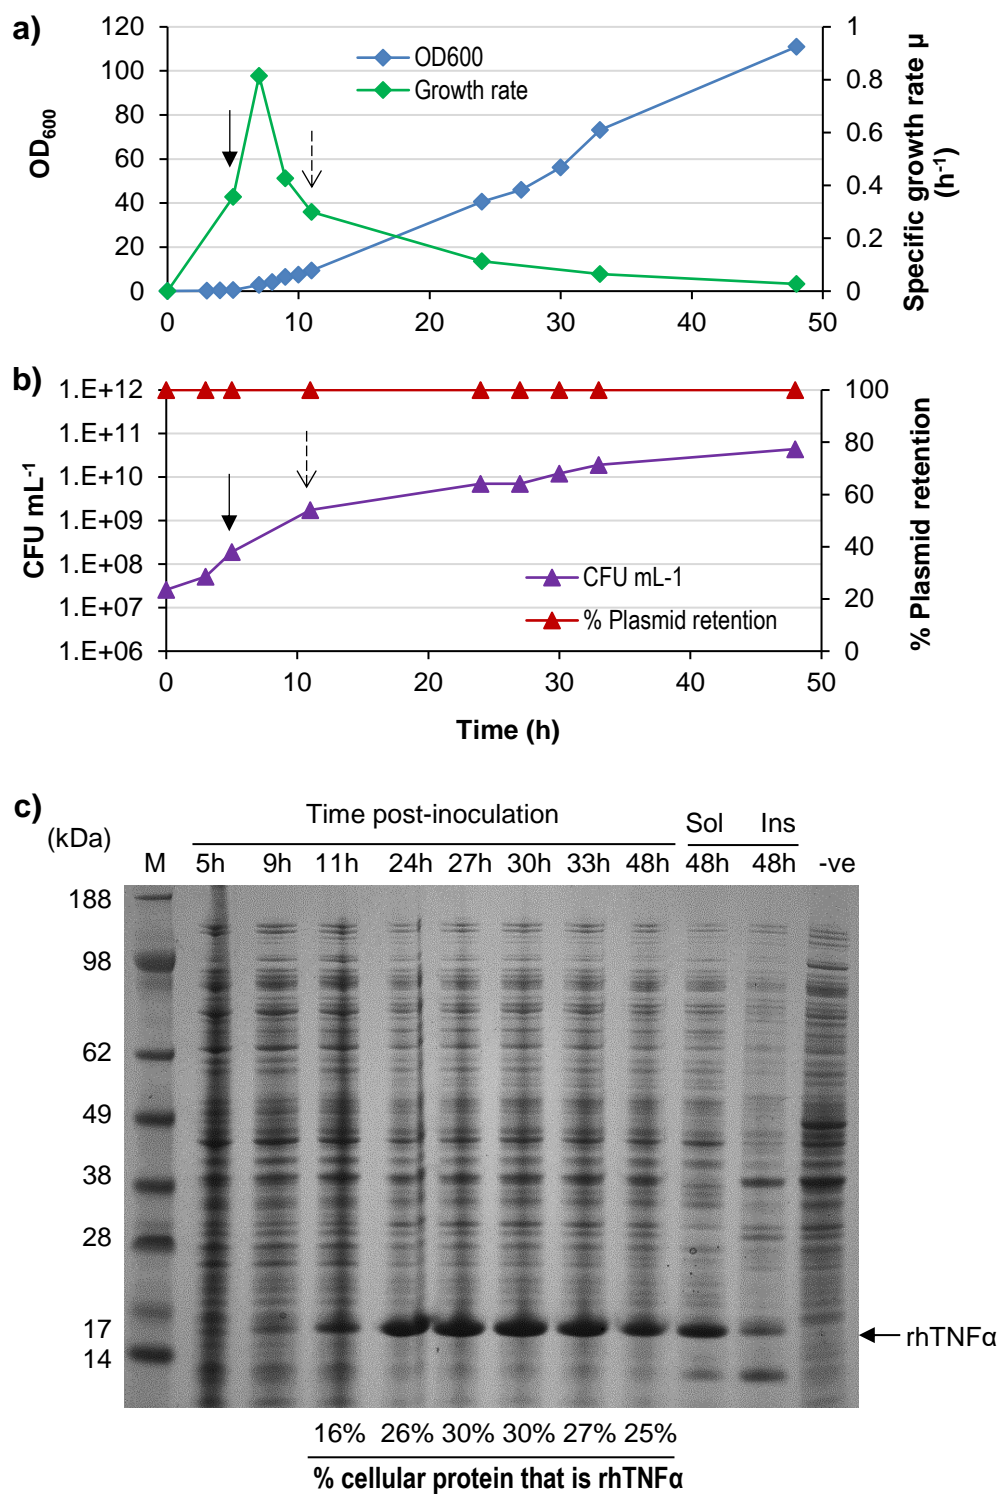 a)
120
100
80
60
40
20
0
OD600
OD600
Growth rate
1
0.8
0.6
0.4
0.2
0
Specific growth rate μ
(h-1)
0 10 20 30 40 50
b)
1.E+12
1.E+11
1.E+10
1.E+09
1.E+08
1.E+07
1.E+06
CFU mL-1
CFU mL-1
% Plasmid retention
100
80
60
40
20
0
% Plasmid retention
0 10 20 30 40 50
Time (h)
c)
(kDa)
Time post-inoculation
Sol Ins
M 5h 9h 11h 24h 27h 30h 33h 48h 48h 48h -ve
188
98
62
49
38
28
17
14
rhTNFα
16% 26% 30% 30% 27% 25%
% cellular protein that is rhTNFα